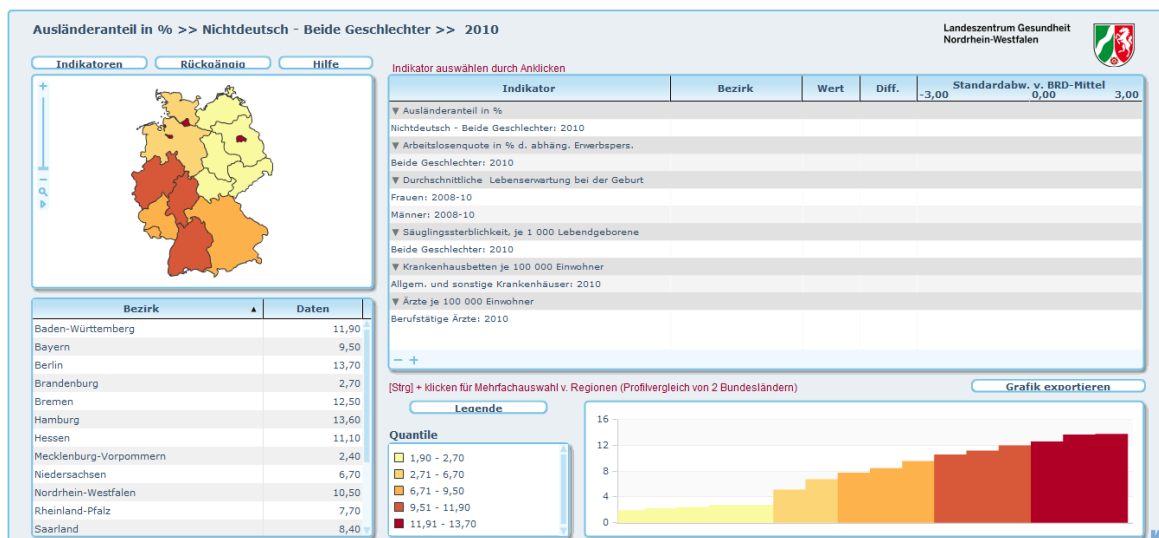 Ausländeranteil in % >> Nichtdeutsch - Beide Geschlechter >> 2010
Landeszentrum Gesundheit
Nordrhein-Westfalen
Indikatoren Rückgängig Hilfe
Indikator auswählen durch Anklicken
Indikator Bezirk Wert Diff. Standardabw. v. BRD-Mittel
-3,00 0,00 3,00
▼ Ausländeranteil in %
Nichtdeutsch - Beide Geschlechter: 2010
▼ Arbeitslosenquote in % d. abhäng. Erwerbspers.
Beide Geschlechter: 2010
▼ Durchschnittliche Lebenserwartung bei der Geburt
Frauen: 2008-10
Männer: 2008-10
▼ Säuglingssterblichkeit, je 1 000 Lebendgeborene
Beide Geschlechter: 2010
▼ Krankenhausbetten je 100 000 Einwohner
Allgem. und sonstige Krankenhäuser: 2010
▼ Ärzte je 100 000 Einwohner
Berufstätige Ärzte: 2010
Bezirk ▲ Daten
Baden-Württemberg 11,90
Bayern 9,50
Berlin 13,70
Brandenburg 2,70
Bremen 12,50
Hamburg 13,60
Hessen 11,10
Mecklenburg-Vorpommern 2,40
Niedersachsen 6,70
Nordrhein-Westfalen 10,50
Rheinland-Pfalz 7,70
Saarland 8,40
[Strg] + klicken für Mehrfachauswahl v. Regionen (Profilvergleich von 2 Bundesländern)
Grafik exportieren
Legende
Quantile
1,90 - 2,70
2,71 - 6,70
6,71 - 9,50
9,51 - 11,90
11,91 - 13,70
16
12
8
4
0